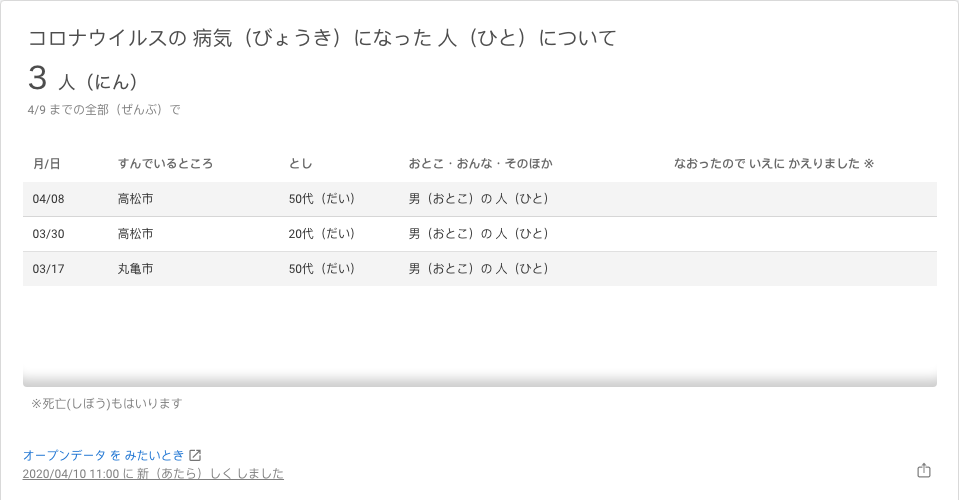 コロナウイルスの 病気（びょうき）になった 人（ひと）について
3 人（にん）
4/9 までの全部（ぜんぶ）で
月/日 すんでいるところ とし おとこ・おんな・そのほか なおったので いえに かえりました ※
04/08 高松市 50代（だい） 男（おとこ）の 人（ひと）
03/30 高松市 20代（だい） 男（おとこ）の 人（ひと）
03/17 丸亀市 50代（だい） 男（おとこ）の 人（ひと）
※死亡(しぼう)もはいります
オープンデータ を みたいとき
2020/04/10 11:00 に 新（あたら）しく しました